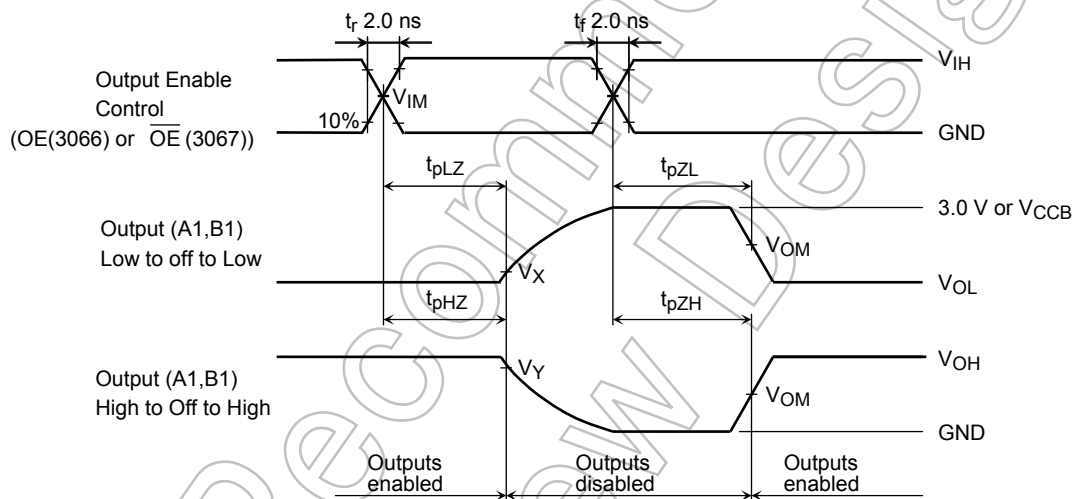 tr 2.0 ns
tf 2.0 ns
Output Enable
Control
(OE(3066) or OE (3067))
10%
VIM
VIH
GND
tpLZ
tpZL
Output (A1,B1)
Low to off to Low
VX
3.0 V or VCCB
VOM
VOL
tpHZ
tpZH
Output (A1,B1)
High to Off to High
VY
VOH
VOM
GND
Outputs
enabled
Outputs
disabled
Outputs
enabled